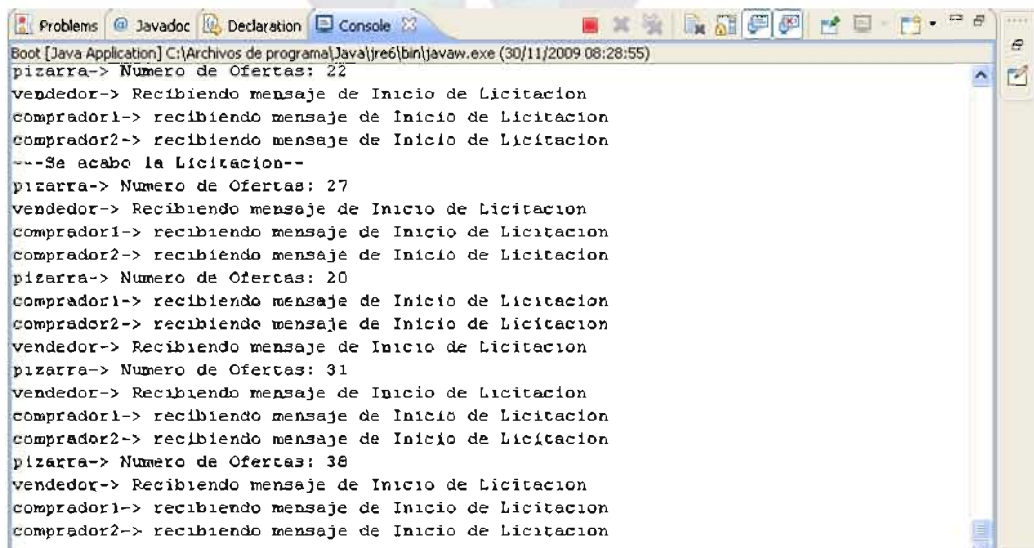 Problems @ Javadoc Declaration Console
Boot [Java Application] C:\Archivos de programa\Java\jre6\bin\javaw.exe (30/11/2009 08:28:55)
pizarra-> Numero de Ofertas: 22
vendedor-> Recibiendo mensaje de Inicio de Licitacion
comprador1-> recibiendo mensaje de Inicio de Licitacion
comprador2-> recibiendo mensaje de Inicio de Licitacion
---Se acabo la Licitacion--
pizarra-> Numero de Ofertas: 27
vendedor-> Recibiendo mensaje de Inicio de Licitacion
comprador1-> recibiendo mensaje de Inicio de Licitacion
comprador2-> recibiendo mensaje de Inicio de Licitacion
pizarra-> Numero de Ofertas: 20
comprador1-> recibiendo mensaje de Inicio de Licitacion
comprador2-> recibiendo mensaje de Inicio de Licitacion
vendedor-> Recibiendo mensaje de Inicio de Licitacion
pizarra-> Numero de Ofertas: 31
vendedor-> Recibiendo mensaje de Inicio de Licitacion
comprador1-> recibiendo mensaje de Inicio de Licitacion
comprador2-> recibiendo mensaje de Inicio de Licitacion
pizarra-> Numero de Ofertas: 38
vendedor-> Recibiendo mensaje de Inicio de Licitacion
comprador1-> recibiendo mensaje de Inicio de Licitacion
comprador2-> recibiendo mensaje de Inicio de Licitacion